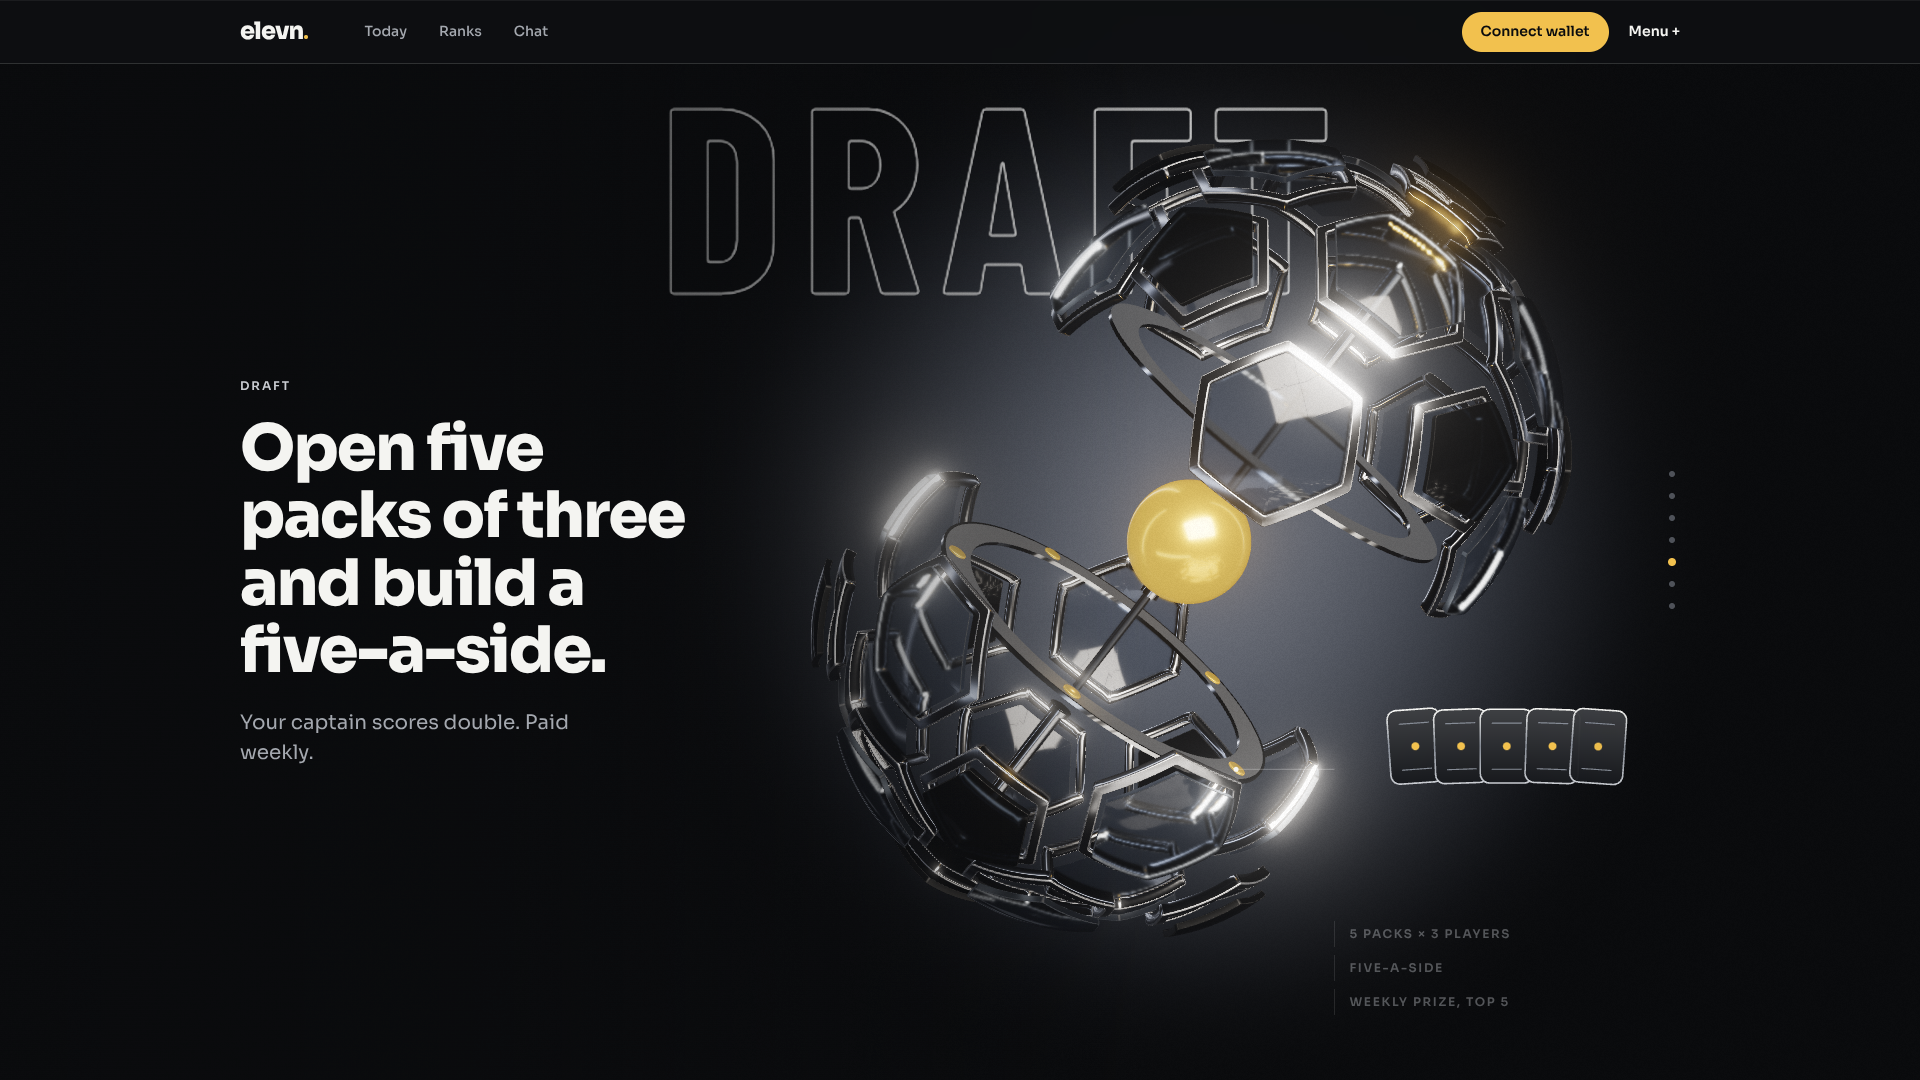 elevn.
Today
Ranks
Chat
Connect wallet
Menu +
DRAFT
DRAFT
Open five
packs of three
and build a
five-a-side.
Your captain scores double. Paid
weekly.
5 PACKS × 3 PLAYERS
FIVE-A-SIDE
WEEKLY PRIZE, TOP 5